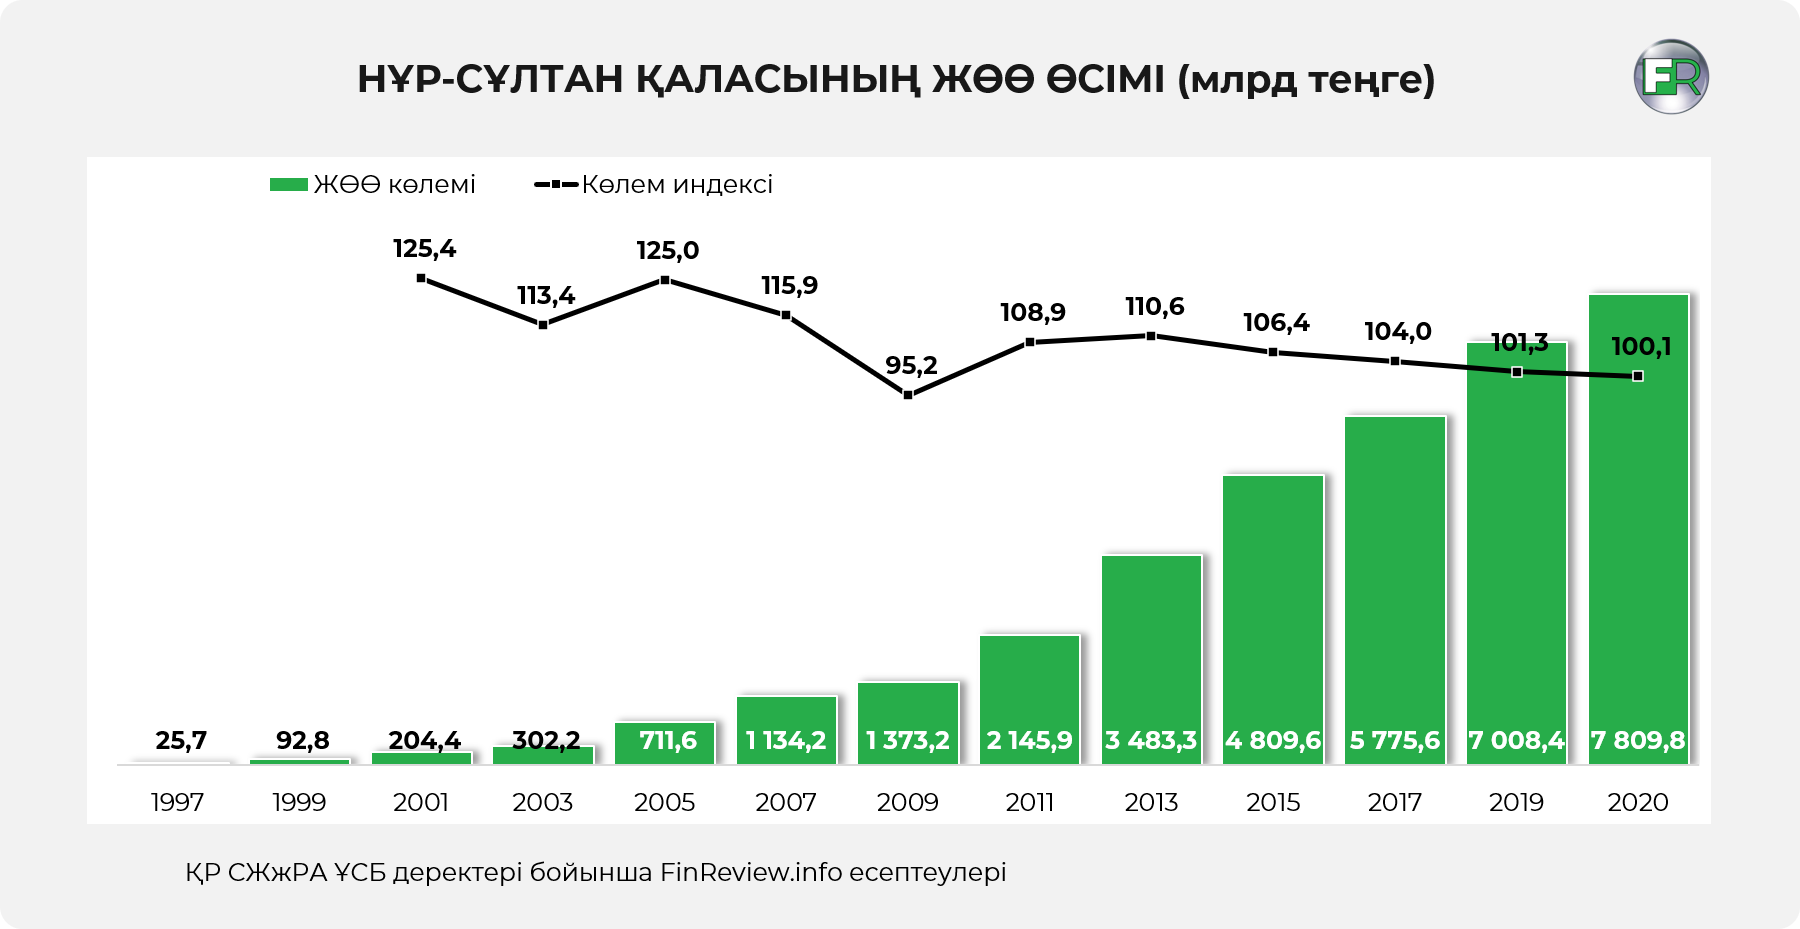 НҰР-СҰЛТАН ҚАЛАСЫНЫҢ ЖӨӨ ӨСІМІ (млрд теңге)
FR
ЖӨӨ көлемі Көлем индексі
125,4 113,4 125,0 115,9 95,2 108,9 110,6 106,4 104,0 101,3 100,1
25,7 92,8 204,4 302,2 711,6 1 134,2 1 373,2 2 145,9 3 483,3 4 809,6 5 775,6 7 008,4 7 809,8
1997 1999 2001 2003 2005 2007 2009 2011 2013 2015 2017 2019 2020
ҚР СЖжРА ҰСБ деректері бойынша FinReview.info есептеулері